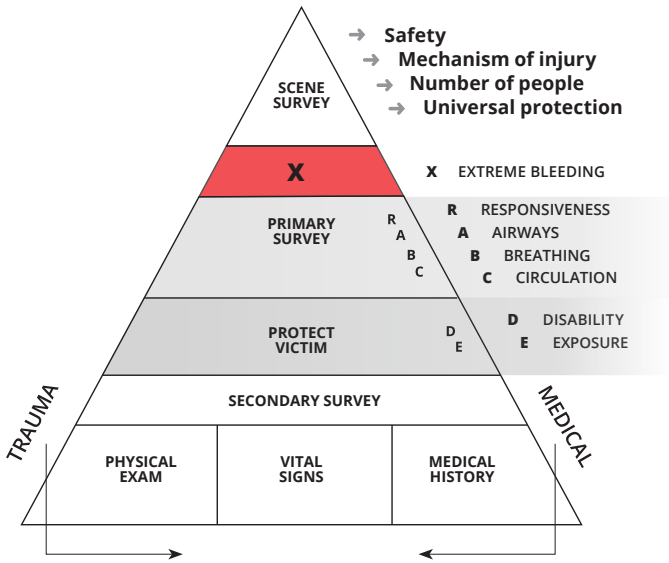 Safety
Mechanism of injury
Number of people
Universal protection
SCENE
SURVEY
X
X EXTREME BLEEDING
PRIMARY
SURVEY
R
A
B
C
R RESPONSIVENESS
A AIRWAYS
B BREATHING
C CIRCULATION
PROTECT
VICTIM
D
E
D DISABILITY
E EXPOSURE
SECONDARY SURVEY
TRAUMA
MEDICAL
PHYSICAL
EXAM
VITAL
SIGNS
MEDICAL
HISTORY